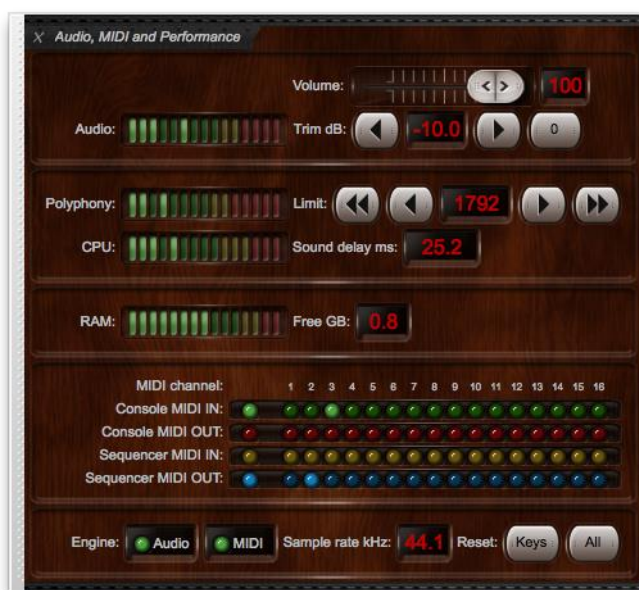 X Audio, MIDI and Performance
Volume: 100
Audio: Trim dB: -10.0 0
Polyphony: Limit: 1792
CPU: Sound delay ms: 25.2
RAM: Free GB: 0.8
MIDI channel: 1 2 3 4 5 6 7 8 9 10 11 12 13 14 15 16
Console MIDI IN:
Console MIDI OUT:
Sequencer MIDI IN:
Sequencer MIDI OUT:
Engine: Audio MIDI Sample rate kHz: 44.1 Reset: Keys All